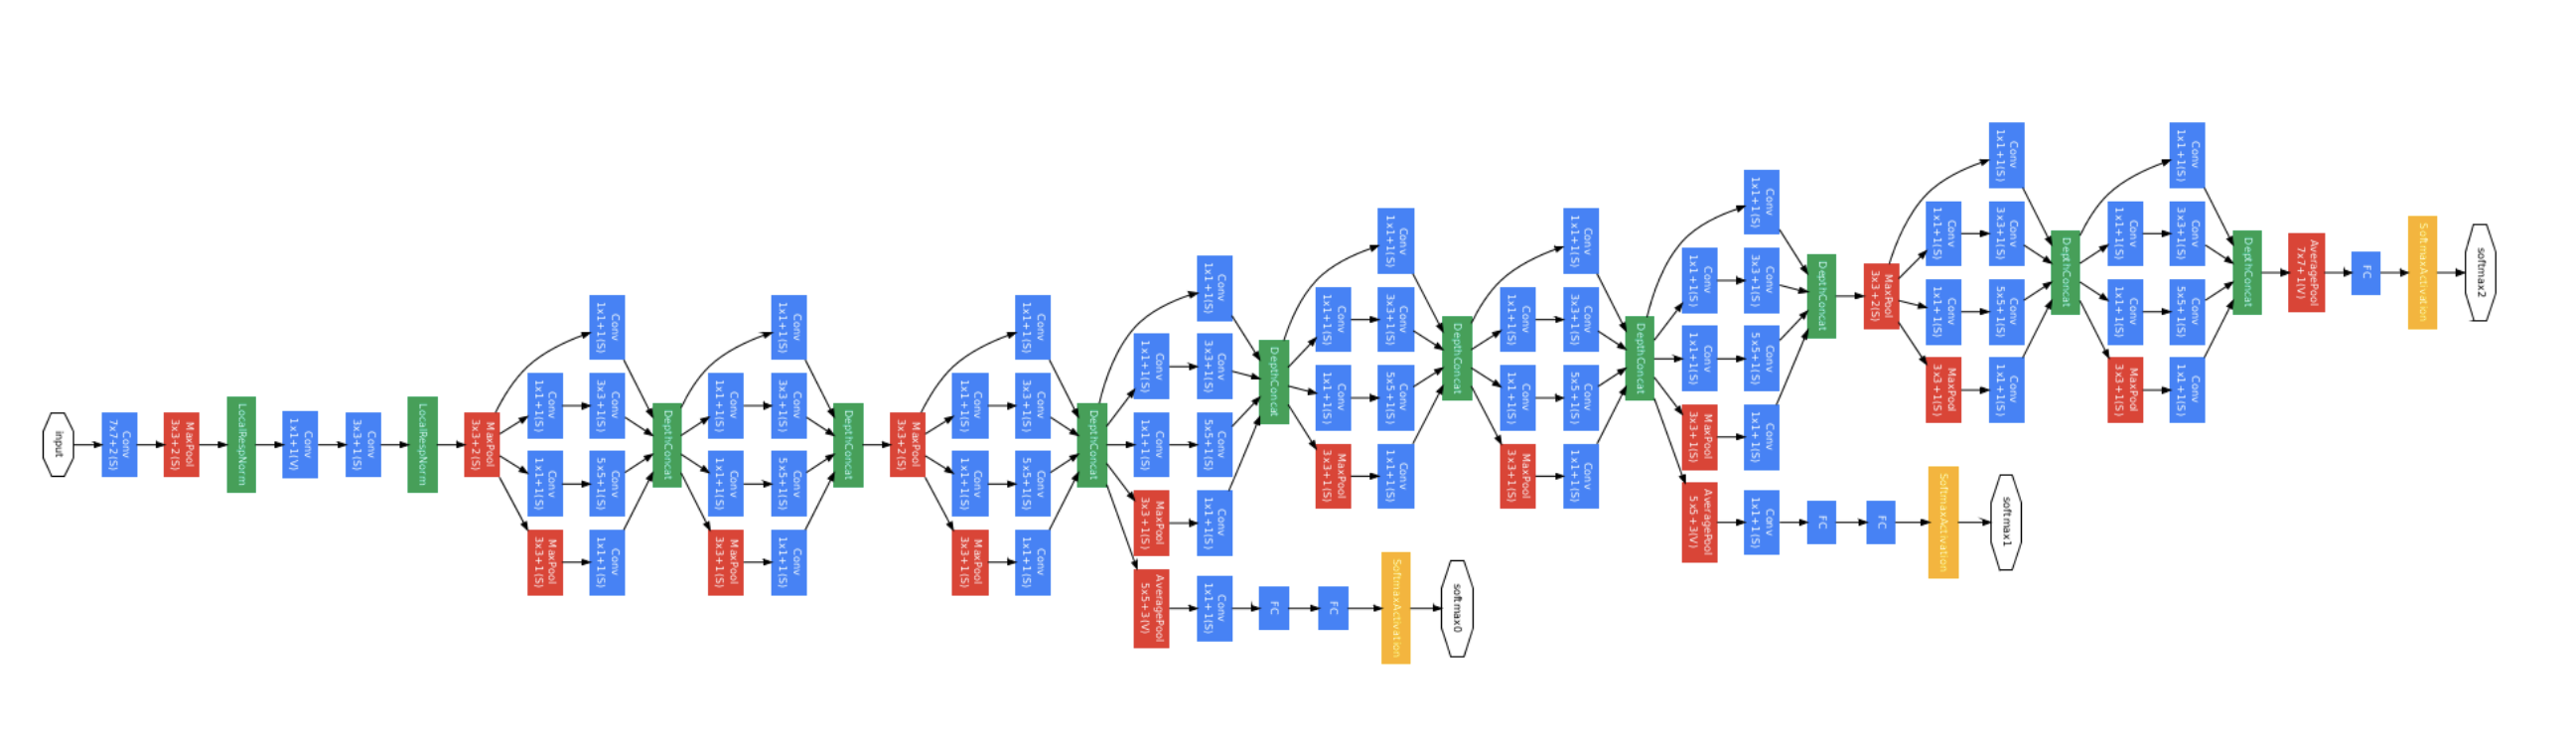 input
Conv
7x7+2(S)
MaxPool
3x3+2(S)
LocalRespNorm
Conv
1x1+1(V)
Conv
3x3+1(S)
LocalRespNorm
MaxPool
3x3+2(S)
Conv
1x1+1(S)
Conv
1x1+1(S)
MaxPool
3x3+1(S)
Conv
1x1+1(S)
Conv
3x3+1(S)
Conv
5x5+1(S)
Conv
1x1+1(S)
DepthConcat
Conv
1x1+1(S)
Conv
1x1+1(S)
MaxPool
3x3+1(S)
Conv
1x1+1(S)
Conv
3x3+1(S)
Conv
5x5+1(S)
Conv
1x1+1(S)
DepthConcat
MaxPool
3x3+2(S)
Conv
1x1+1(S)
Conv
1x1+1(S)
MaxPool
3x3+1(S)
Conv
1x1+1(S)
Conv
3x3+1(S)
Conv
5x5+1(S)
Conv
1x1+1(S)
DepthConcat
Conv
1x1+1(S)
Conv
1x1+1(S)
MaxPool
3x3+1(S)
AveragePool
5x5+3(V)
Conv
1x1+1(S)
Conv
3x3+1(S)
Conv
5x5+1(S)
Conv
1x1+1(S)
Conv
1x1+1(S)
DepthConcat
FC
Conv
1x1+1(S)
Conv
1x1+1(S)
MaxPool
3x3+1(S)
FC
Conv
1x1+1(S)
Conv
3x3+1(S)
Conv
5x5+1(S)
Conv
1x1+1(S)
SoftmaxActivation
DepthConcat
softmax0
Conv
1x1+1(S)
Conv
1x1+1(S)
MaxPool
3x3+1(S)
Conv
1x1+1(S)
Conv
3x3+1(S)
Conv
5x5+1(S)
Conv
1x1+1(S)
DepthConcat
Conv
1x1+1(S)
Conv
1x1+1(S)
MaxPool
3x3+1(S)
AveragePool
5x5+3(V)
Conv
1x1+1(S)
Conv
3x3+1(S)
Conv
5x5+1(S)
Conv
1x1+1(S)
Conv
1x1+1(S)
DepthConcat
FC
MaxPool
3x3+2(S)
FC
Conv
1x1+1(S)
Conv
1x1+1(S)
MaxPool
3x3+1(S)
SoftmaxActivation
Conv
1x1+1(S)
Conv
3x3+1(S)
Conv
5x5+1(S)
Conv
1x1+1(S)
softmax1
DepthConcat
Conv
1x1+1(S)
Conv
1x1+1(S)
MaxPool
3x3+1(S)
Conv
1x1+1(S)
Conv
3x3+1(S)
Conv
5x5+1(S)
Conv
1x1+1(S)
DepthConcat
AveragePool
7x7+1(V)
FC
SoftmaxActivation
softmax2